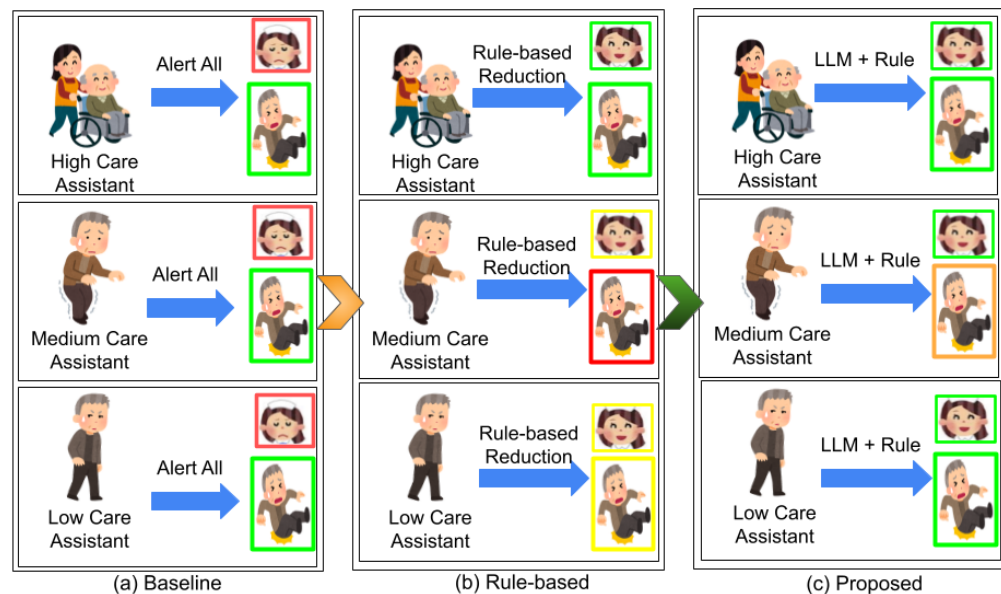 Alert All
High Care
Assistant
Alert All
Medium Care
Assistant
Alert All
Low Care
Assistant
(a) Baseline
Rule-based
Reduction
High Care
Assistant
Rule-based
Reduction
Medium Care
Assistant
Rule-based
Reduction
Low Care
Assistant
(b) Rule-based
LLM + Rule
High Care
Assistant
LLM + Rule
Medium Care
Assistant
LLM + Rule
Low Care
Assistant
(c) Proposed